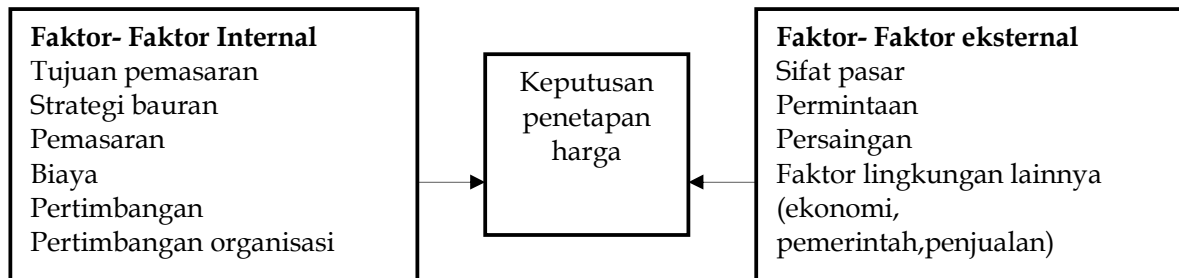 Faktor- Faktor Internal
Tujuan pemasaran
Strategi bauran
Pemasaran
Biaya
Pertimbangan
Pertimbangan organisasi
Keputusan
penetapan
harga
Faktor- Faktor eksternal
Sifat pasar
Permintaan
Persaingan
Faktor lingkungan lainnya
(ekonomi,
pemerintah,penjualan)